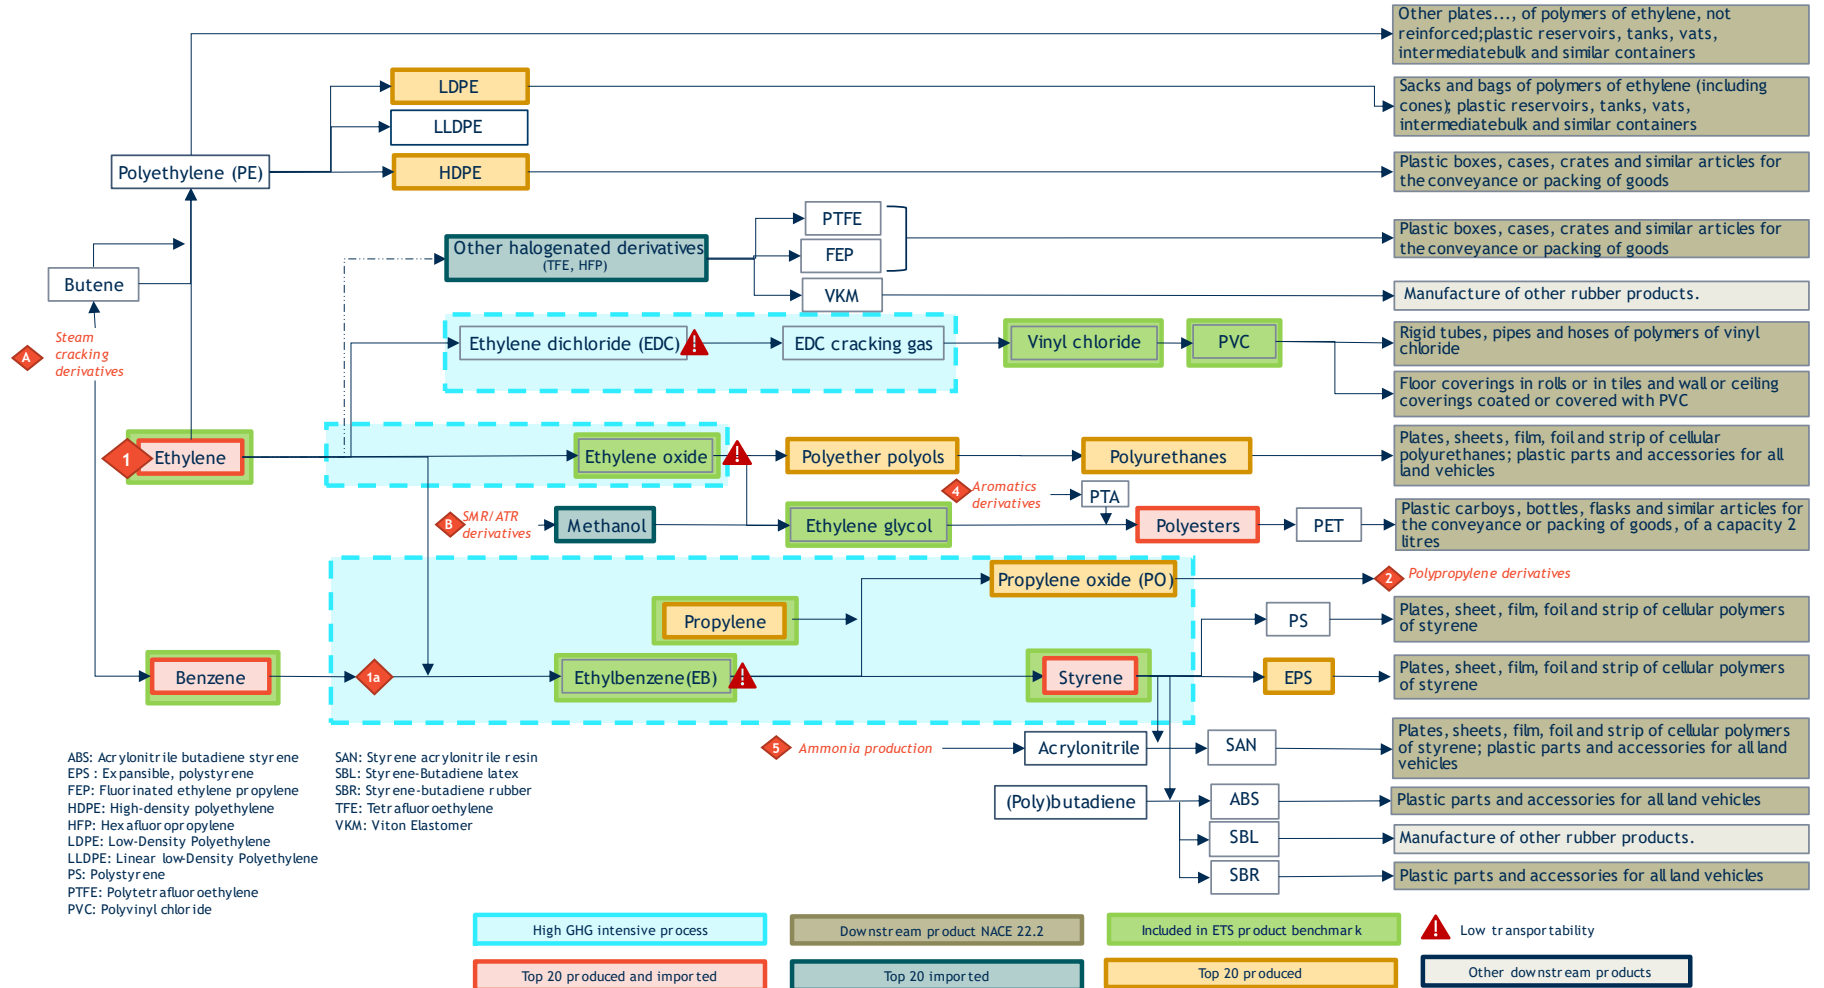 Other plates..., of polymers of ethylene, not
reinforced;plastic reservoirs, tanks, vats,
intermediatebulk and similar containers
LDPE
Sacks and bags of polymers of ethylene (including
cones); plastic reservoirs, tanks, vats,
intermediatebulk and similar containers
LLDPE
Polyethylene (PE)
HDPE
Plastic boxes, cases, crates and similar articles for
the conveyance or packing of goods
PTFE
Other halogenated derivatives
(TFE, HFP)
FEP
Plastic boxes, cases, crates and similar articles for
the conveyance or packing of goods
Butene
VKM
Manufacture of other rubber products.
A
Steam
cracking
derivatives
Ethylene dichloride (EDC)
!
EDC cracking gas
Vinyl chloride
PVC
Rigid tubes, pipes and hoses of polymers of vinyl
chloride
Floor coverings in rolls or in tiles and wall or ceiling
coverings coated or covered with PVC
1
Ethylene
Ethylene oxide
!
Polyether polyols
Polyurethanes
Plates, sheets, film, foil and strip of cellular
polyurethanes; plastic parts and accessories for all
land vehicles
4
Aromatics
derivatives
PTA
B
SMR/ATR
derivatives
Methanol
Ethylene glycol
Polyesters
PET
Plastic carboys, bottles, flasks and similar articles for
the conveyance or packing of goods, of a capacity 2
litres
Propylene oxide (PO)
2
Polypropylene derivatives
Propylene
PS
Plates, sheet, film, foil and strip of cellular polymers
of styrene
Benzene
1a
Ethylbenzene(EB)
!
Styrene
EPS
Plates, sheet, film, foil and strip of cellular polymers
of styrene
5
Ammonia production
Acrylonitrile
SAN
Plates, sheets, film, foil and strip of cellular polymers
of styrene; plastic parts and accessories for all land
vehicles
(Poly)butadiene
ABS
Plastic parts and accessories for all land vehicles
SBL
Manufacture of other rubber products.
SBR
Plastic parts and accessories for all land vehicles
ABS: Acrylonitrile butadiene styrene
EPS : Expansible, polystyrene
FEP: Fluorinated ethylene propylene
HDPE: High-density polyethylene
HFP: Hexafluoropropylene
LDPE: Low-Density Polyethylene
LLDPE: Linear low-Density Polyethylene
PS: Polystyrene
PTFE: Polytetrafluoroethylene
PVC: Polyvinyl chloride
SAN: Styrene acrylonitrile resin
SBL: Styrene-Butadiene latex
SBR: Styrene-butadiene rubber
TFE: Tetrafluoroethylene
VKM: Viton Elastomer
High GHG intensive process
Downstream product NACE 22.2
Included in ETS product benchmark
!
Low transportability
Top 20 produced and imported
Top 20 imported
Top 20 produced
Other downstream products